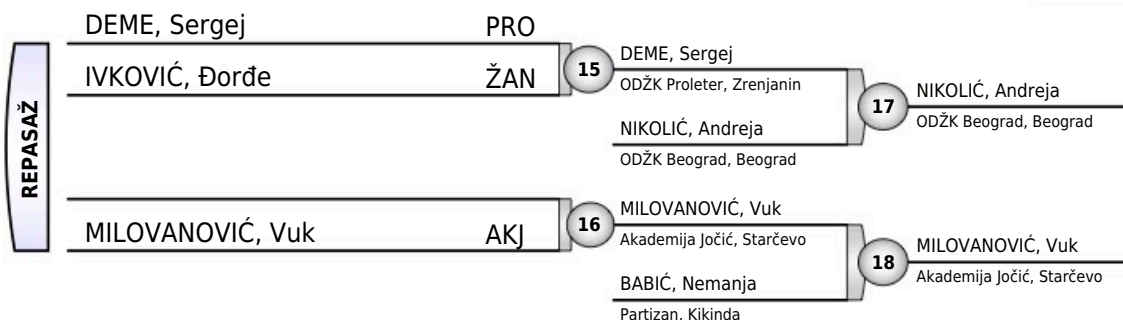 REPASAŽ
DEME, Sergej PRO
IVKOVIĆ, Đorđe ŽAN
15
DEME, Sergej
ODŽK Proleter, Zrenjanin
NIKOLIĆ, Andreja
ODŽK Beograd, Beograd
17
NIKOLIĆ, Andreja
ODŽK Beograd, Beograd
MILOVANOVIĆ, Vuk AKJ
16
MILOVANOVIĆ, Vuk
Akademija Jočić, Starčevo
BABIĆ, Nemanja
Partizan, Kikinda
18
MILOVANOVIĆ, Vuk
Akademija Jočić, Starčevo